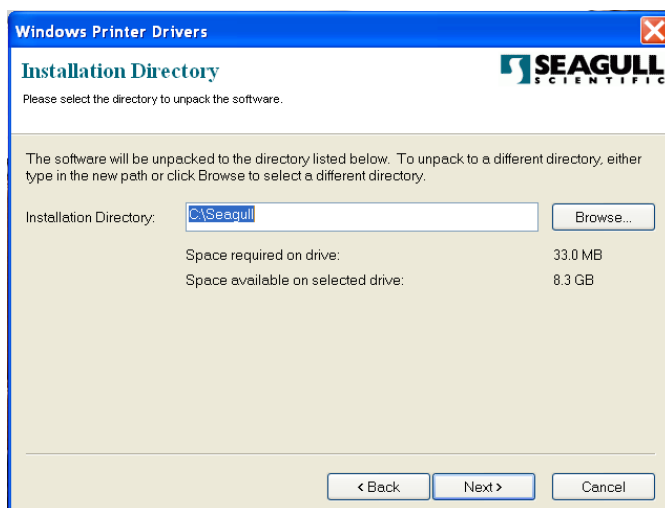 Windows Printer Drivers
Installation Directory
Please select the directory to unpack the software.
SEAGULL
SCIENTIFIC
The software will be unpacked to the directory listed below. To unpack to a different directory, either
type in the new path or click Browse to select a different directory.
Installation Directory:
C:\Seagull
Browse...
Space required on drive:
33.0 MB
Space available on selected drive:
8.3 GB
< Back
Next >
Cancel